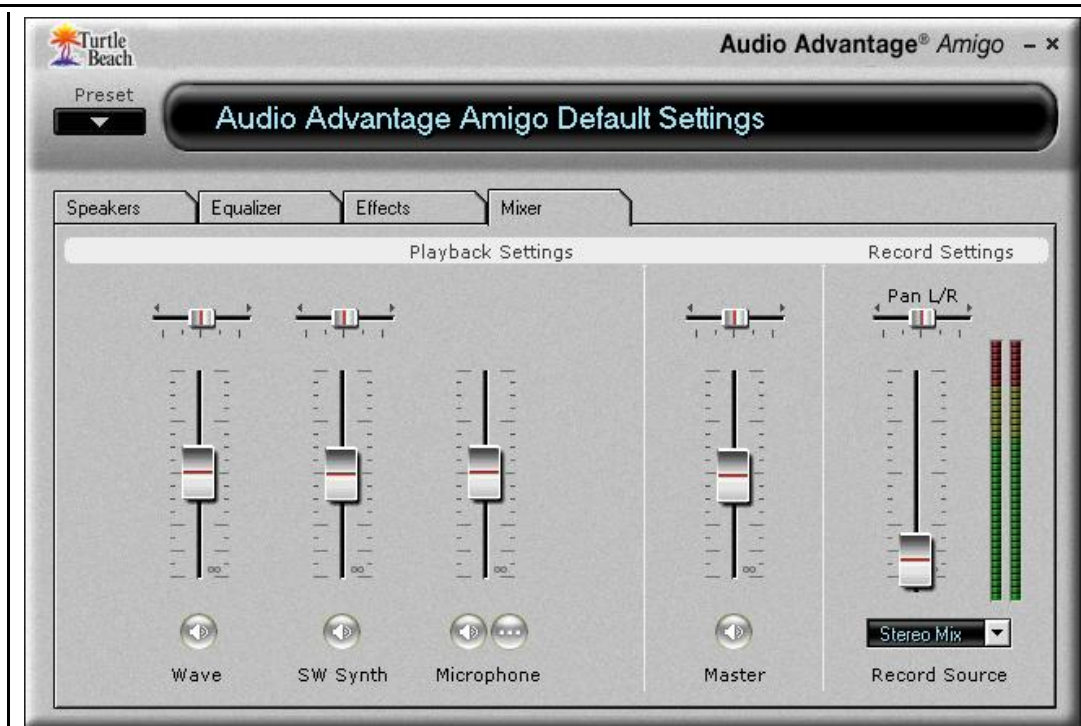 Turtle
Beach
Audio Advantage® Amigo
Preset
Audio Advantage Amigo Default Settings
Speakers Equalizer Effects Mixer
Playback Settings Record Settings
Pan L/R
∞ ∞ ∞ ∞
Stereo Mix
Wave SW Synth Microphone Master Record Source